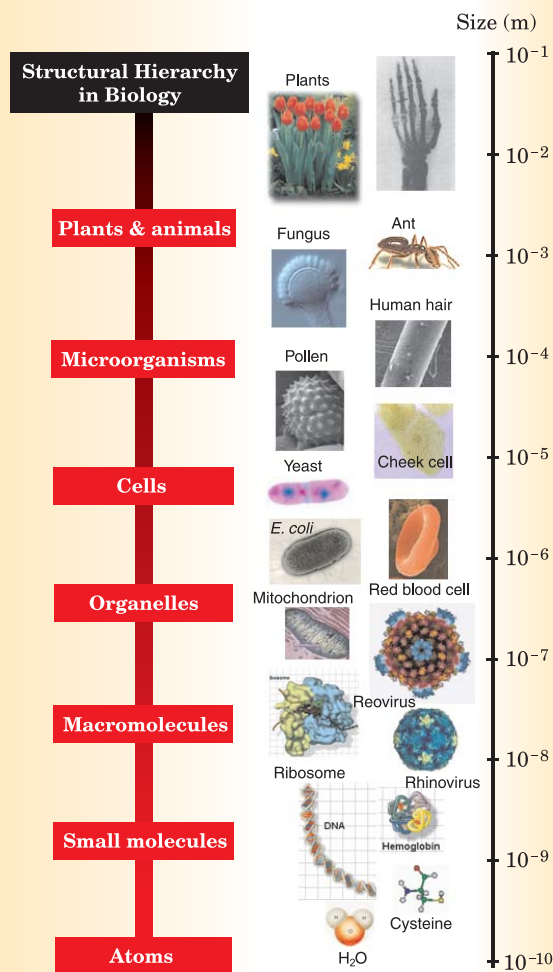 Size (m)
Structural Hierarchy
in Biology
10⁻¹
Plants
10⁻²
Plants & animals
Fungus
Ant
10⁻³
Human hair
Microorganisms
Pollen
10⁻⁴
Cheek cell
10⁻⁵
Yeast
Cells
E. coli
10⁻⁶
Red blood cell
Organelles
Mitochondrion
10⁻⁷
Reovirus
Macromolecules
10⁻⁸
Ribosome
Rhinovirus
DNA
Hemoglobin
Small molecules
10⁻⁹
Cysteine
H₂O
Atoms
10⁻¹⁰